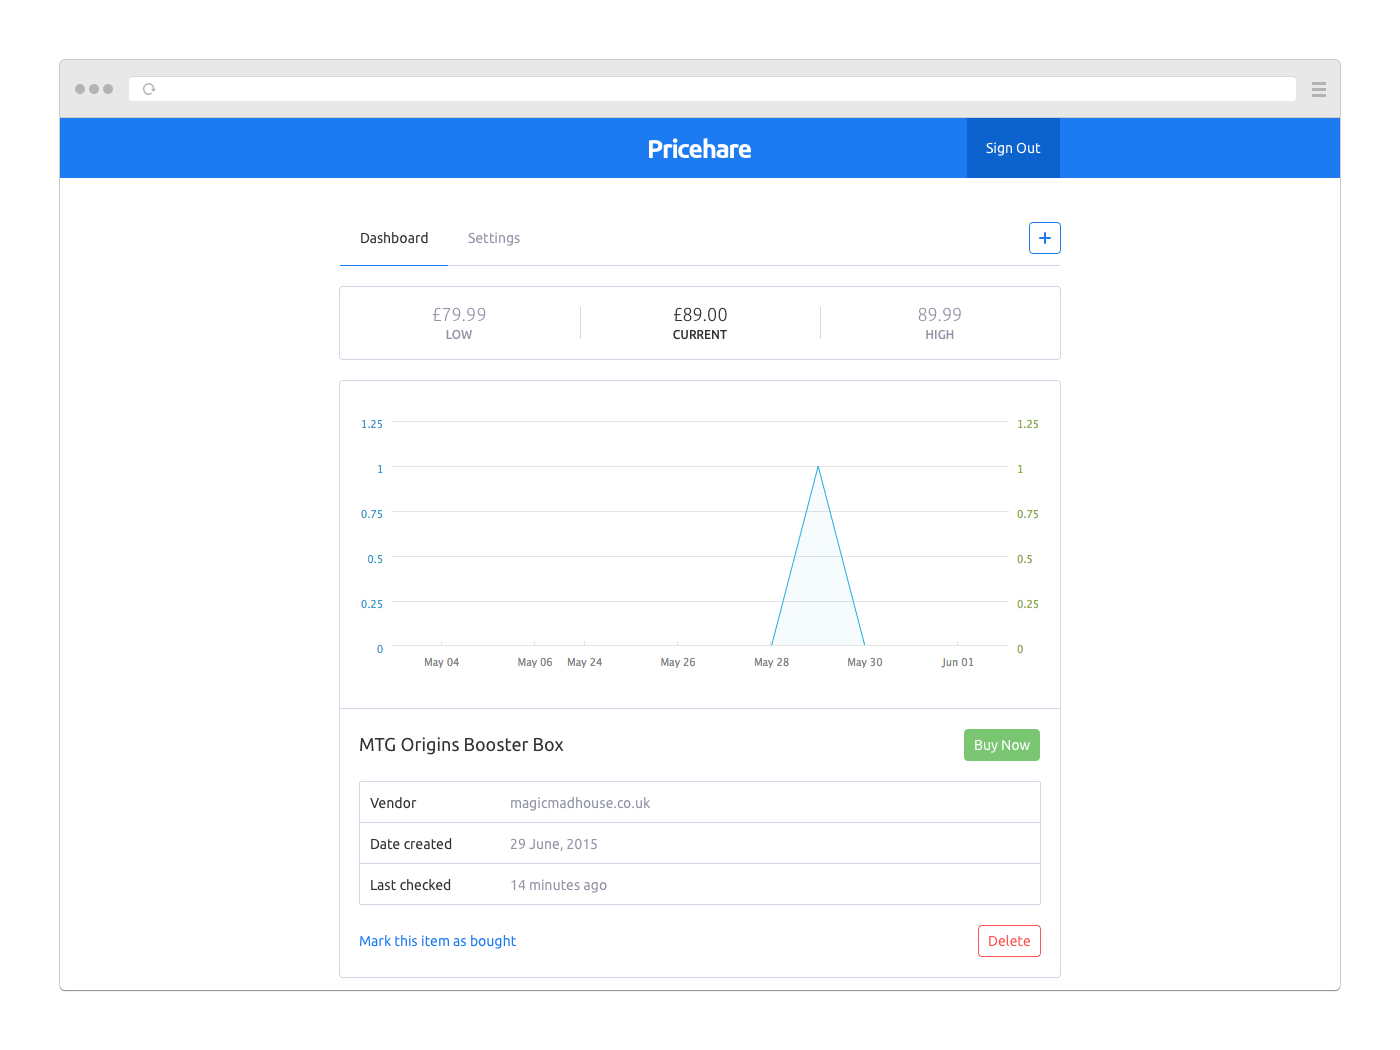 Pricehare
Sign Out
Dashboard
Settings
+
£79.99
LOW
£89.00
CURRENT
89.99
HIGH
1.25 1.25
1 1
0.75 0.75
0.5 0.5
0.25 0.25
0 0
May 04 May 06 May 24 May 26 May 28 May 30 Jun 01
MTG Origins Booster Box
Buy Now
Vendor magicmadhouse.co.uk
Date created 29 June, 2015
Last checked 14 minutes ago
Mark this item as bought
Delete